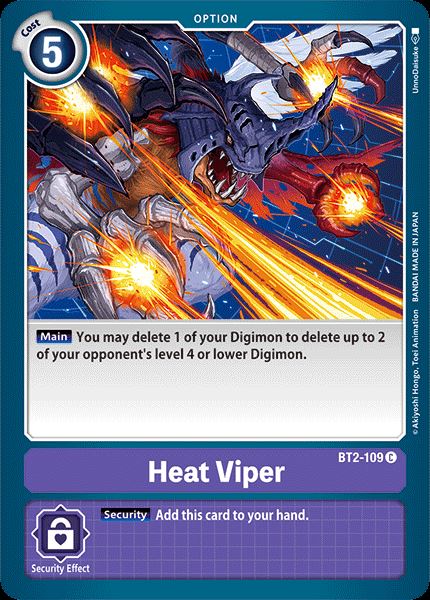 OPTION
Cost
5
UnnoDaisuke
©Akiyoshi Hongo, Toei Animation BANDAI MADE IN JAPAN
Main You may delete 1 of your Digimon to delete up to 2
of your opponent's level 4 or lower Digimon.
BT2-109 C
Heat Viper
Security Add this card to your hand.
Security Effect